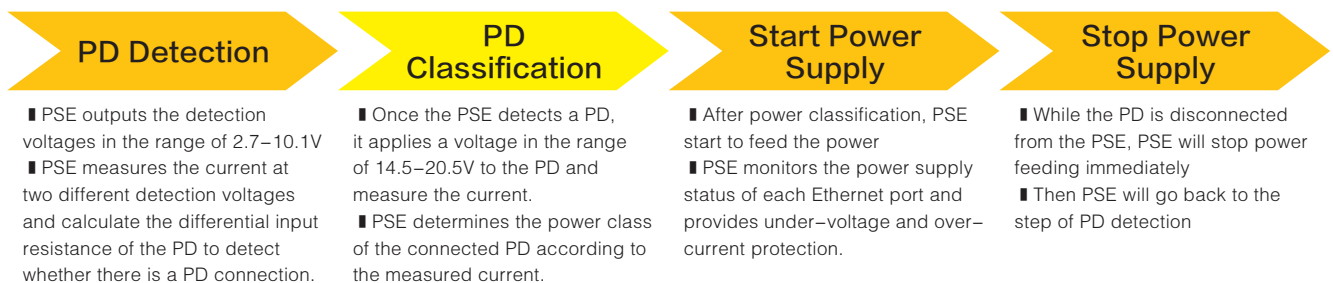 PD Detection
▮ PSE outputs the detection
voltages in the range of 2.7–10.1V
▮ PSE measures the current at
two different detection voltages
and calculate the differential input
resistance of the PD to detect
whether there is a PD connection.
PD
Classification
▮ Once the PSE detects a PD,
it applies a voltage in the range
of 14.5–20.5V to the PD and
measure the current.
▮ PSE determines the power class
of the connected PD according to
the measured current.
Start Power
Supply
▮ After power classification, PSE
start to feed the power
▮ PSE monitors the power supply
status of each Ethernet port and
provides under–voltage and over–
current protection.
Stop Power
Supply
▮ While the PD is disconnected
from the PSE, PSE will stop power
feeding immediately
▮ Then PSE will go back to the
step of PD detection